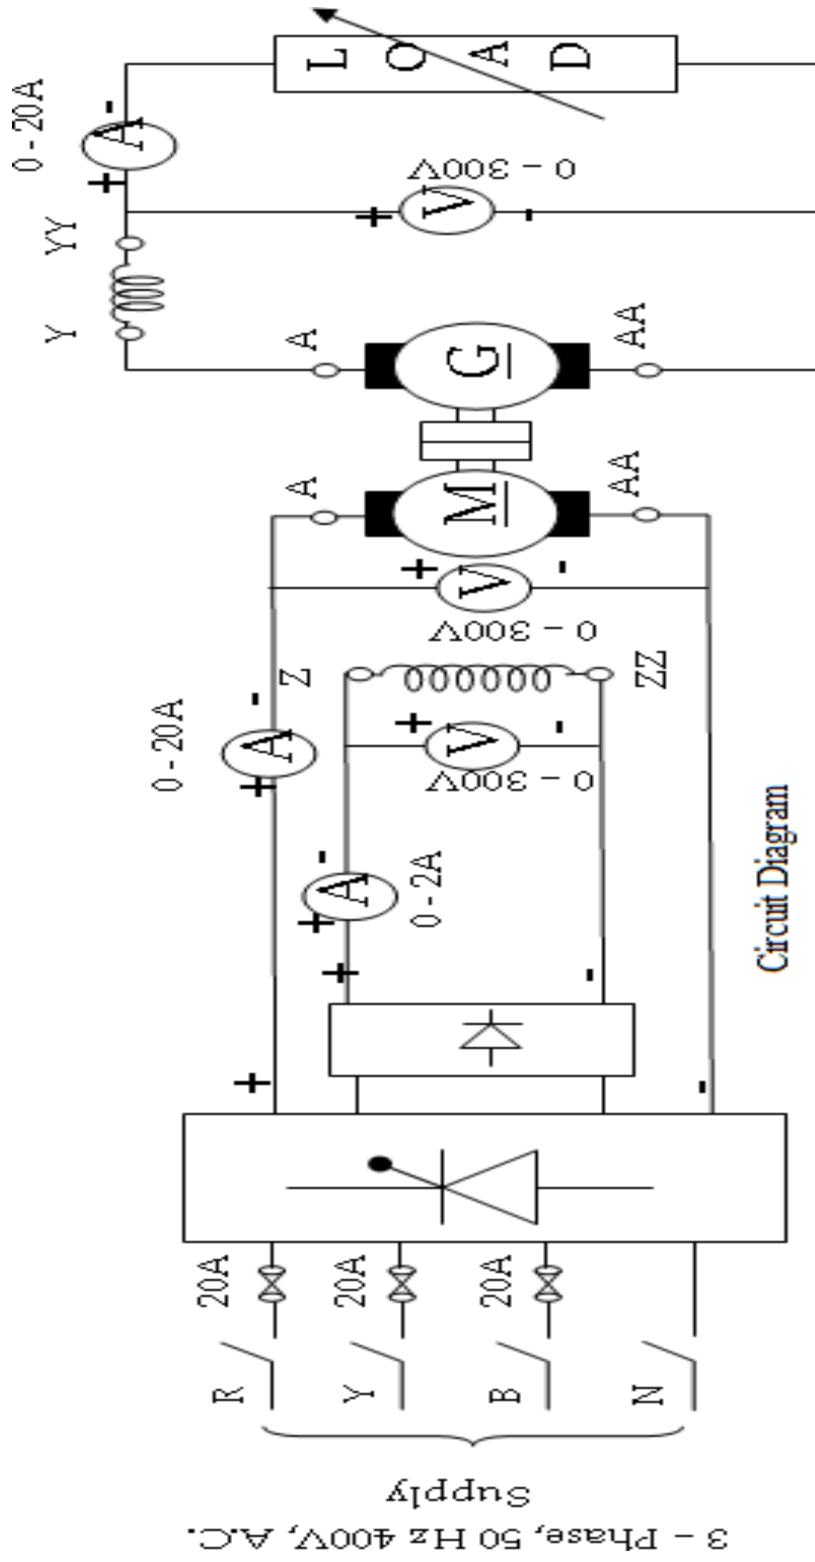 3 – Phase, 50 Hz 400V, A.C.
Supply
R
Y
B
N
20A
20A
20A
+
-
+
-
+
A
-
0 - 2A
+
A
-
0 - 20A
+
V
-
0 – 300V
Z
ZZ
+
V
-
0 – 300V
A
M
AA
A
G
AA
Y
YY
+
V
-
0 – 300V
+
A
-
0 - 20A
LOAD
Circuit Diagram